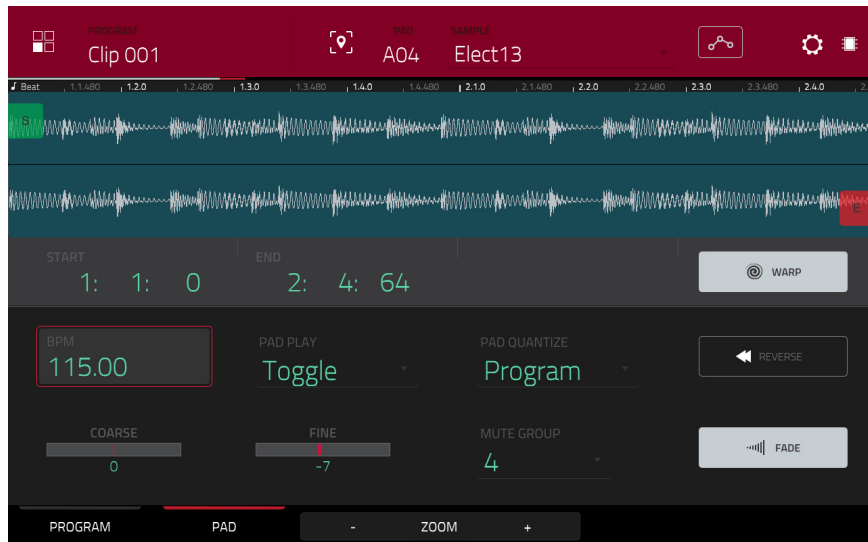 PROGRAM PAD SAMPLE
Clip 001 A04 Elect13
Beat 1.1.480 1.2.0 1.2.480 1.3.0 1.3.480 1.4.0 1.4.480 2.1.0 2.1.480 2.2.0 2.2.480 2.3.0 2.3.480 2.4.0 2.
S
E
START END
1: 1: 0 2: 4: 64
WARP
BPM PAD PLAY PAD QUANTIZE
115.00 Toggle Program
REVERSE
COARSE FINE MUTE GROUP
0 -7 4
FADE
PROGRAM PAD - ZOOM +